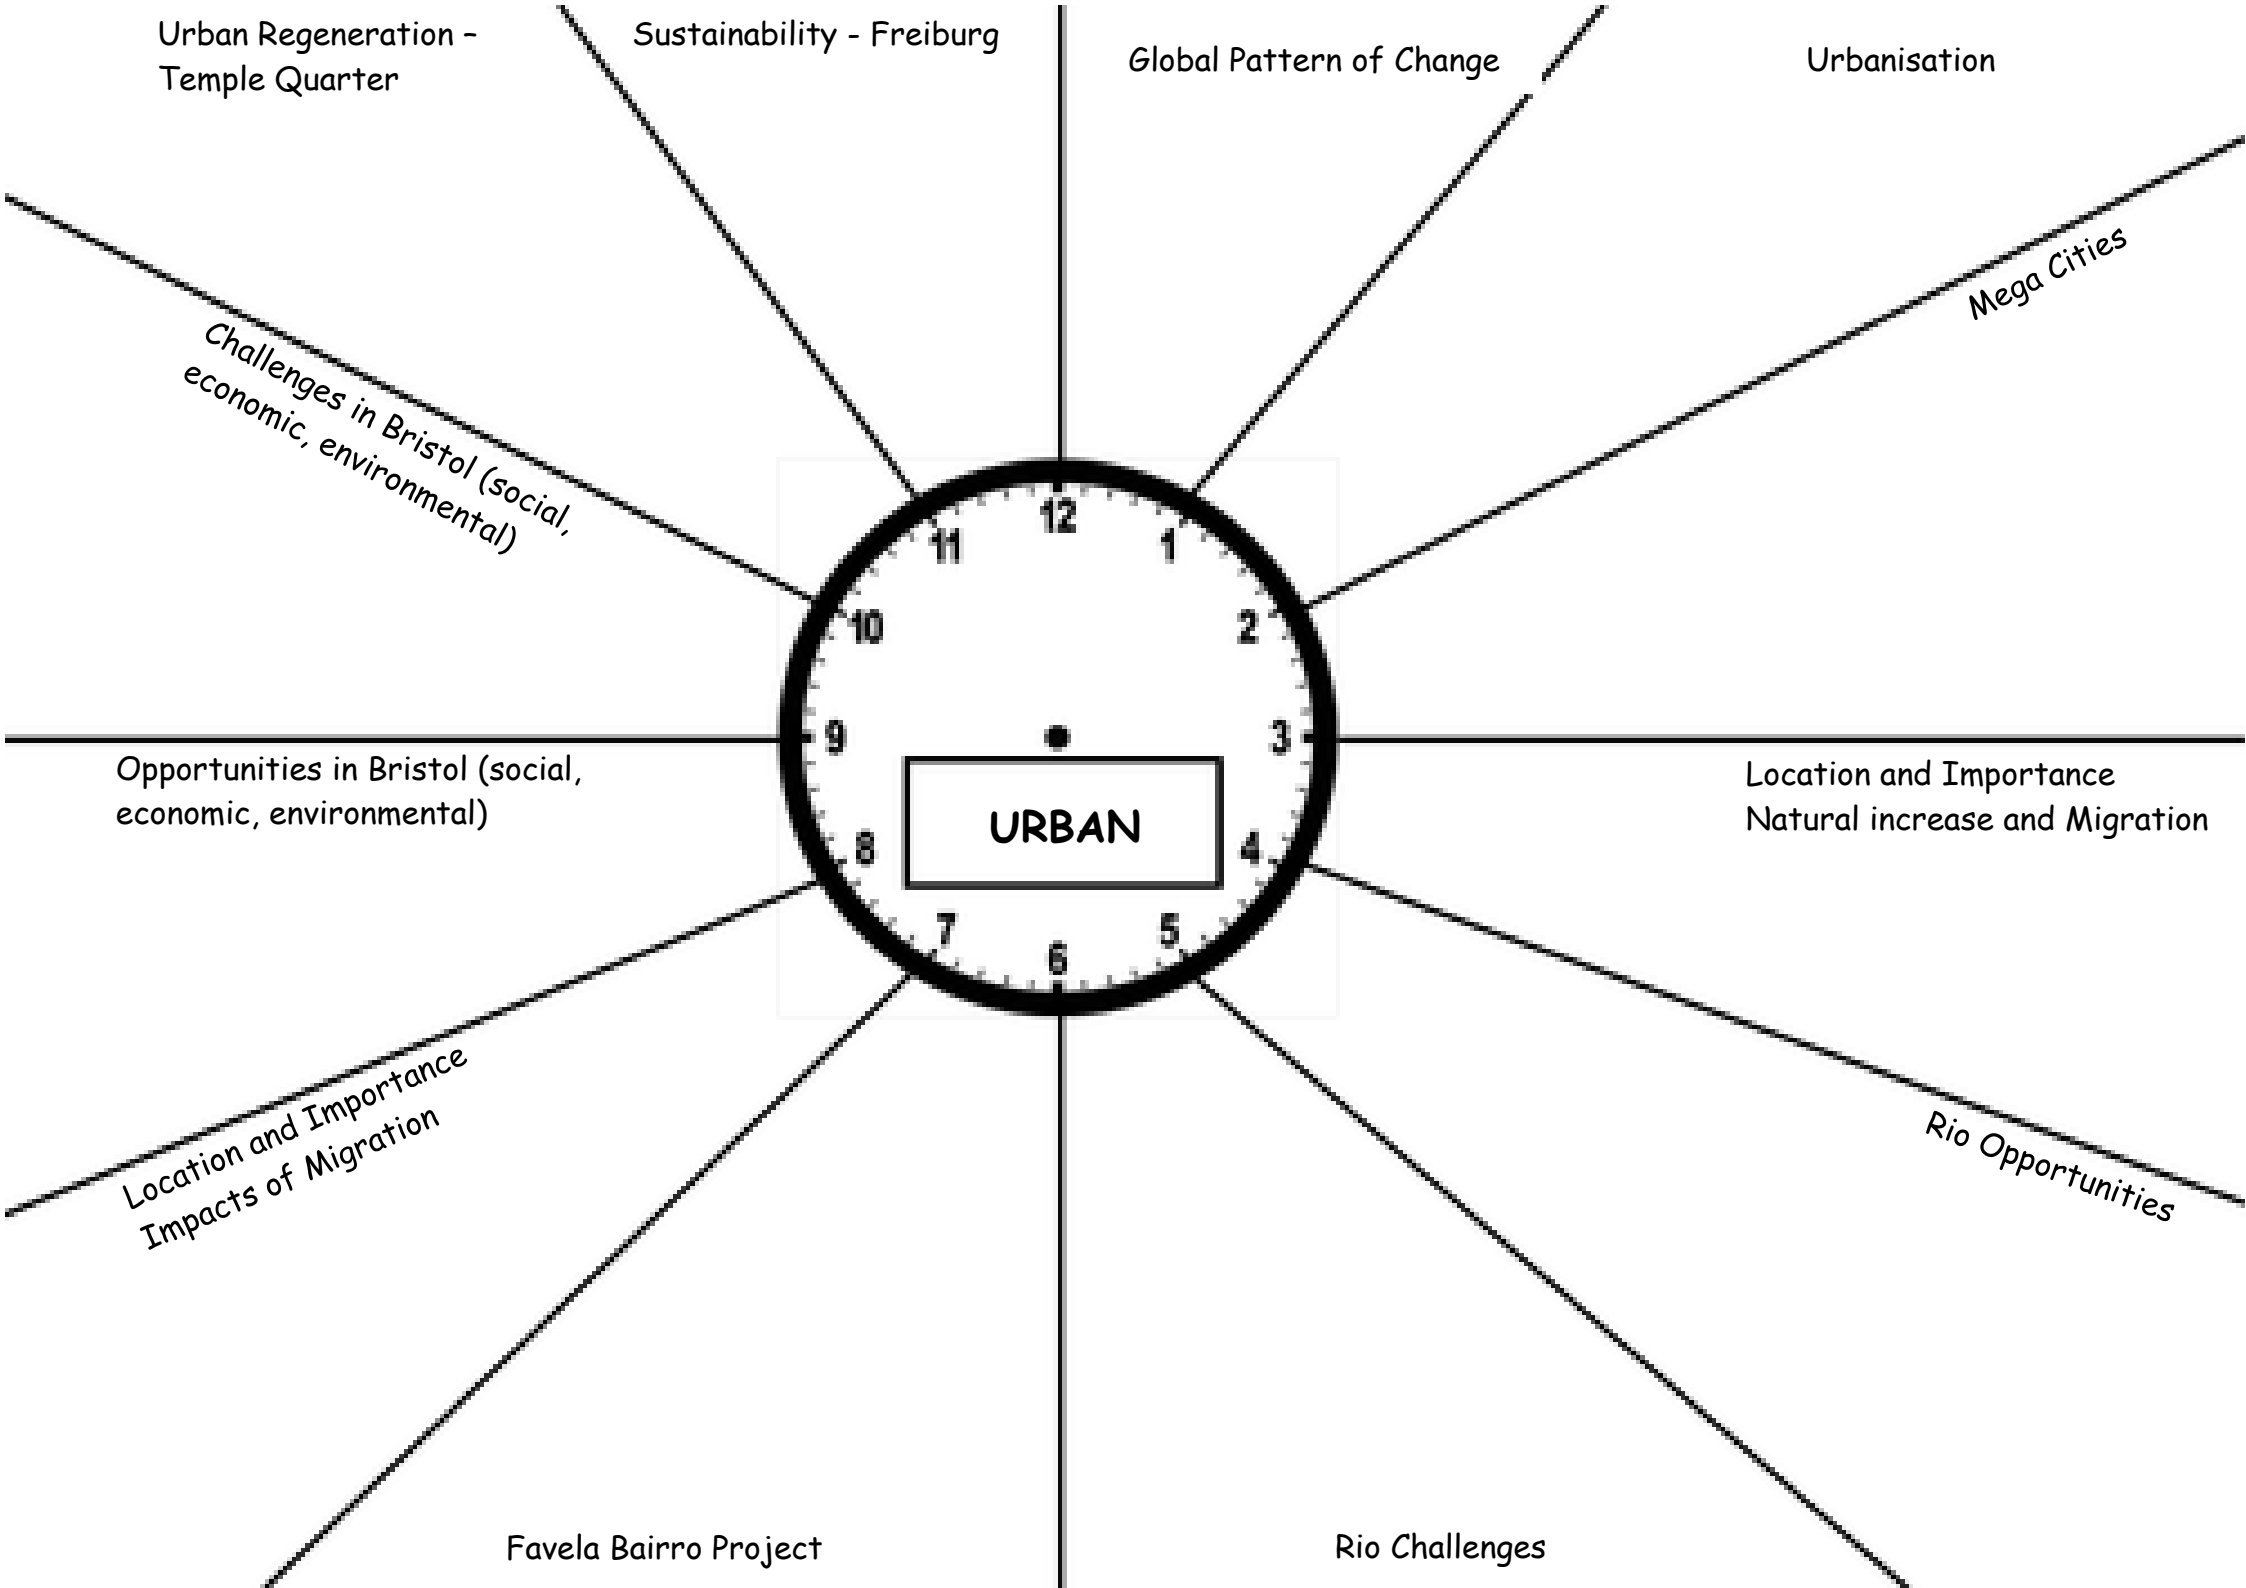 Urban Regeneration –
Temple Quarter
Sustainability - Freiburg
Global Pattern of Change
Urbanisation
Mega Cities
Challenges in Bristol (social,
economic, environmental)
12
11
1
10
2
9
3
8
4
7
5
6
URBAN
Opportunities in Bristol (social,
economic, environmental)
Location and Importance
Natural increase and Migration
Location and Importance
Impacts of Migration
Rio Opportunities
Favela Bairro Project
Rio Challenges